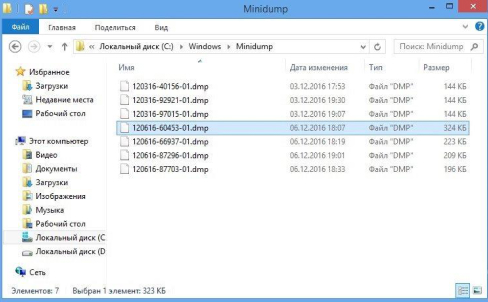 Minidump
Файл Главная Поделиться Вид
Локальный диск (C:) Windows Minidump
Поиск: Minidump
Имя Дата изменения Тип Размер
120316-40156-01.dmp 03.12.2016 17:53 Файл "DMP" 144 КБ
120316-92921-01.dmp 03.12.2016 19:30 Файл "DMP" 144 КБ
120316-97015-01.dmp 03.12.2016 19:07 Файл "DMP" 144 КБ
120616-60453-01.dmp 06.12.2016 18:07 Файл "DMP" 324 КБ
120616-66937-01.dmp 06.12.2016 18:19 Файл "DMP" 223 КБ
120616-87296-01.dmp 06.12.2016 19:01 Файл "DMP" 209 КБ
120616-87703-01.dmp 06.12.2016 18:33 Файл "DMP" 196 КБ
Избранное
Загрузки
Недавние места
Рабочий стол
Этот компьютер
Видео
Документы
Загрузки
Изображения
Музыка
Рабочий стол
Локальный диск (C
Локальный диск (D
Сеть
Элементов: 7 Выбран 1 элемент: 323 КБ